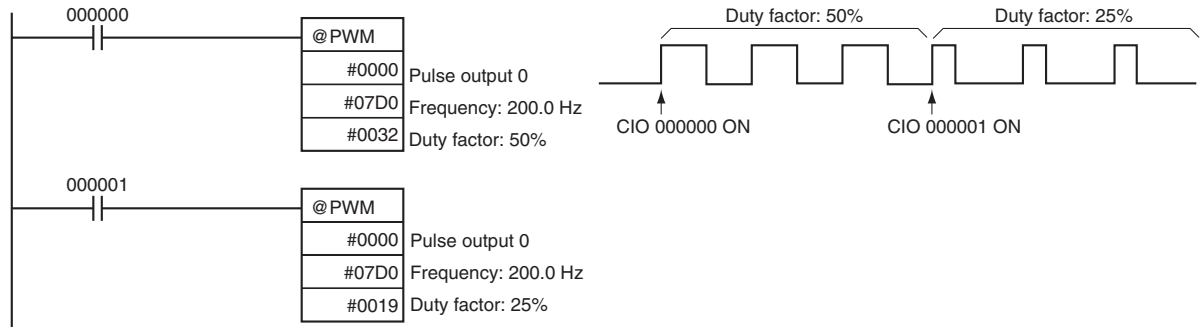 000000
@PWM
#0000 Pulse output 0
#07D0 Frequency: 200.0 Hz
#0032 Duty factor: 50%
Duty factor: 50% Duty factor: 25%
CIO 000000 ON CIO 000001 ON
000001
@PWM
#0000 Pulse output 0
#07D0 Frequency: 200.0 Hz
#0019 Duty factor: 25%